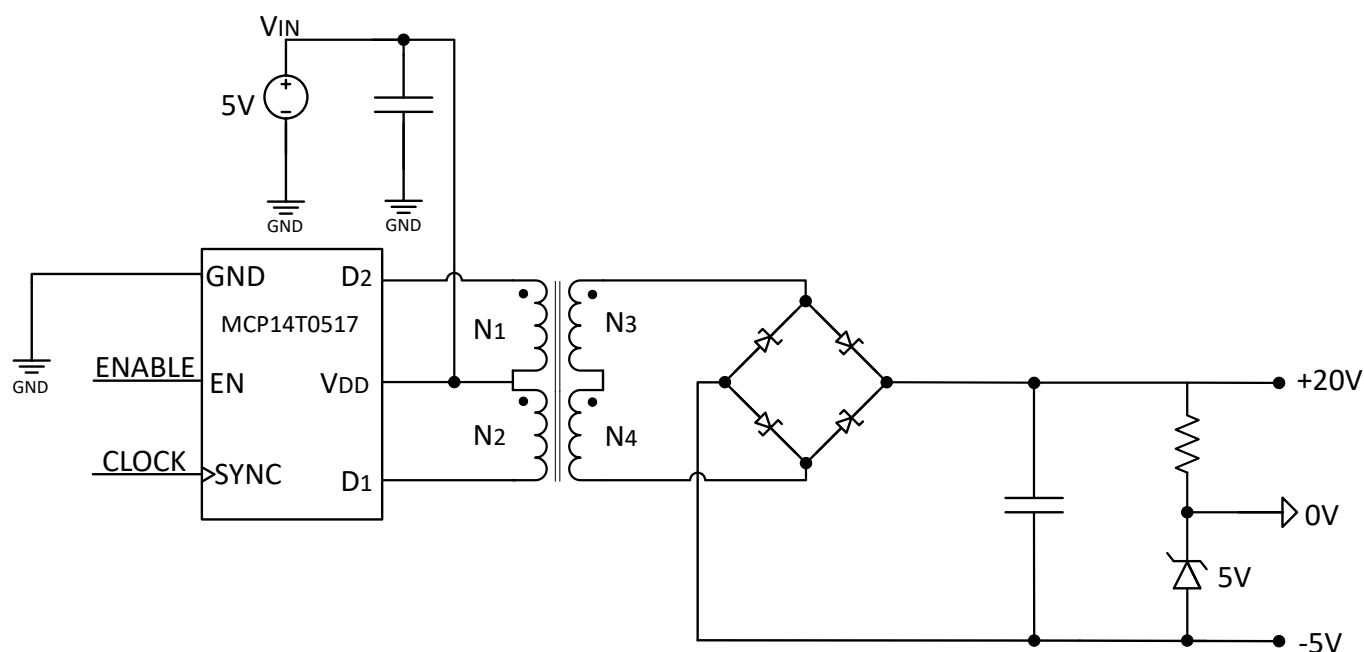 VIN
5V
+
−
GND
GND
GND
D2
MCP14T0517
N1
N3
GND
ENABLE
EN
VDD
+20V
N2
N4
CLOCK
SYNC
D1
0V
5V
-5V